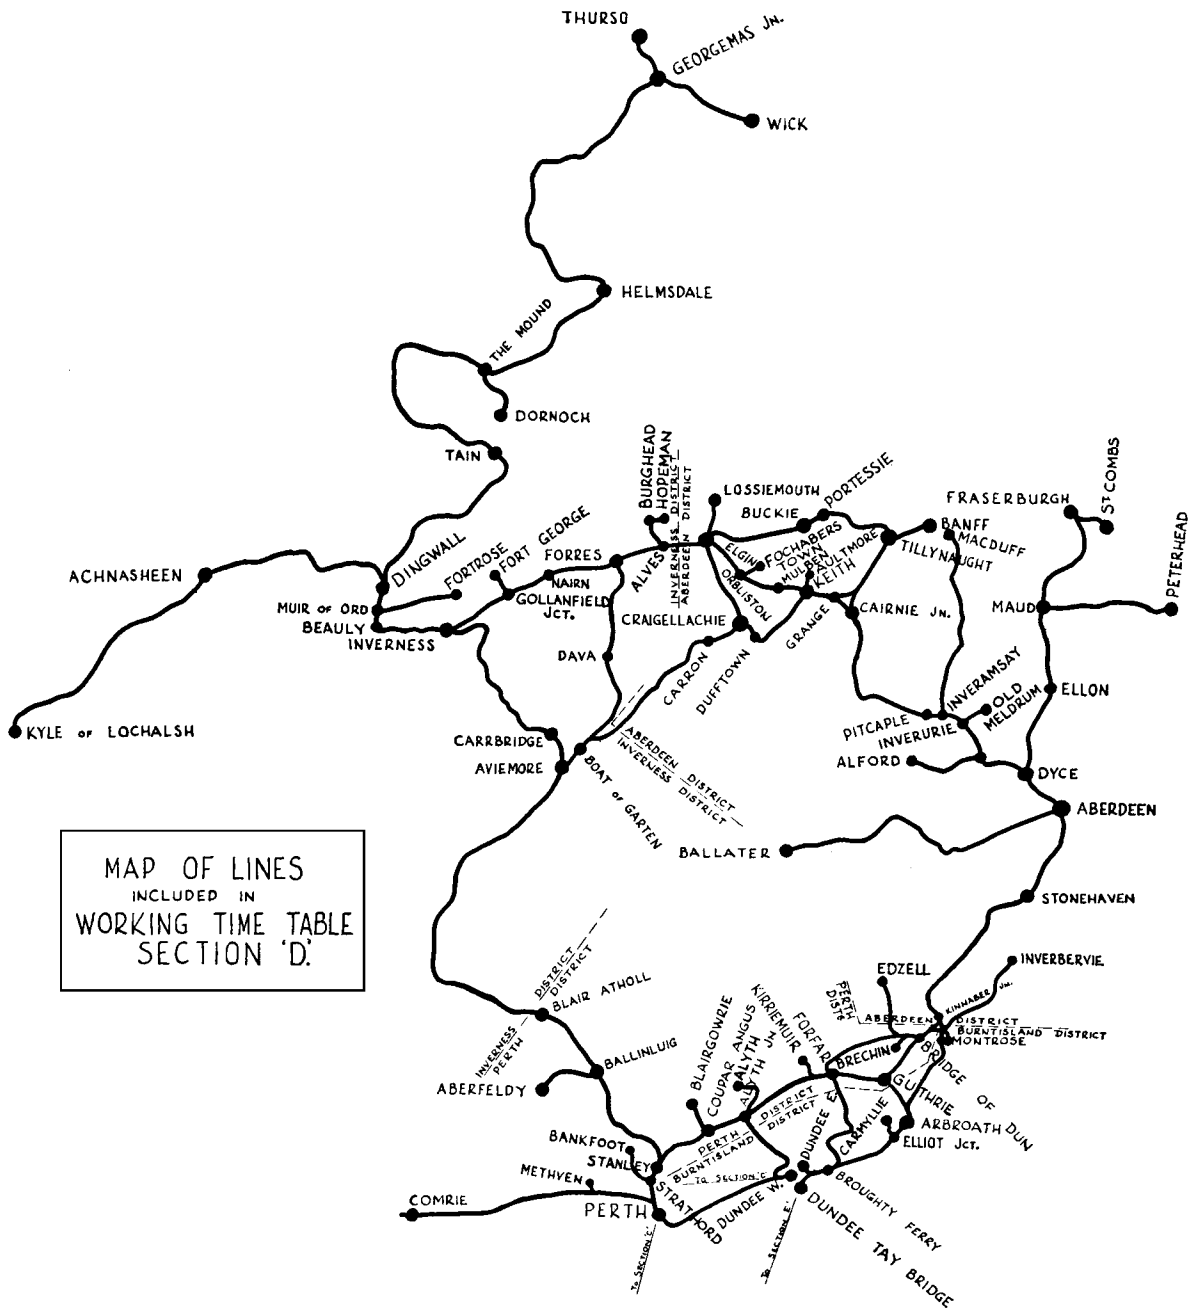 THURSO
GEORGEMAS JN.
WICK
HELMSDALE
THE MOUND
DORNOCH
TAIN
BURGHEAD
HOPEMAN
INVERNESS DISTRICT
ABERDEEN DISTRICT
LOSSIEMOUTH
BUCKIE
PORTESSIE
FRASERBURGH
ST COMBS
PETERHEAD
BANFF
MACDUFF
TILLYNAUGHT
ACHNASHEEN
DINGWALL
FORTROSE
FORT GEORGE
FORRES
ALVES
ELGIN
FOCHABERS
TOWN
MULBEN
AULTMORE
KEITH
ORBLISTON
NAIRN
GOLLANFIELD
JCT.
MUIR OF ORD
BEAULY
INVERNESS
CRAIGELLACHIE
GRANGE
CAIRNIE JN.
MAUD
DAVA
CARRON
DUFFTOWN
INVERAMSAY
OLD
MELDRUM
ELLON
PITCAPLE
INVERURIE
KYLE OF LOCHALSH
CARRBRIDGE
AVIEMORE
BOAT OF GARTEN
ABERDEEN DISTRICT
INVERNESS DISTRICT
ALFORD
DYCE
ABERDEEN
BALLATER
MAP OF LINES
INCLUDED IN
WORKING TIME TABLE
SECTION 'D'.
STONEHAVEN
INVERBERVIE
EDZELL
KINNABER JN.
PERTH
DISTS
ABERDEEN DISTRICT
BURNTISLAND DISTRICT
MONTROSE
INVERNESS DISTRICT
PERTH DISTRICT
BLAIR ATHOLL
BALLINLUIG
ABERFELDY
BLAIRGOWRIE
COUPAR ANGUS
ALYTH
ALYTH JN
KIRRIEMUIR
FORFAR
BRECHIN
BRIDGE OF DUN
GUTHRIE
PERTH DISTRICT
BURNTISLAND DISTRICT
DUNDEE E.
CARMYLLIE
ARBROATH
ELLIOT JCT.
BANKFOOT
STANLEY
METHVEN
STRATHORD
TO SECTION 'C'
DUNDEE W.
COMRIE
PERTH
BROUGHTY FERRY
DUNDEE TAY BRIDGE
TO SECTION 'C'
TO SECTION 'E'